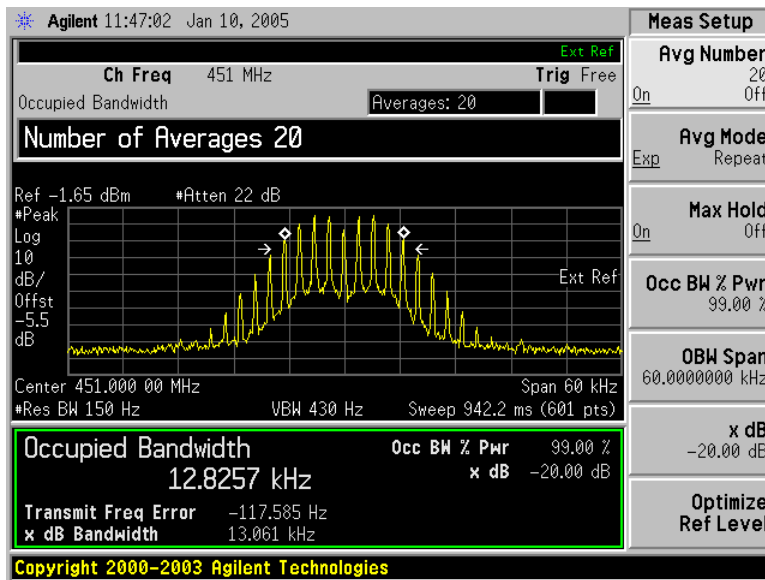 Agilent 11:47:02 Jan 10, 2005
Meas Setup
Ext Ref
Ch Freq 451 MHz Trig Free
Occupied Bandwidth Averages: 20
Number of Averages 20
Ref -1.65 dBm #Atten 22 dB
#Peak
Log
10
dB/
Offst
-5.5
dB
Ext Ref
Center 451.000 00 MHz Span 60 kHz
#Res BW 150 Hz VBW 430 Hz Sweep 942.2 ms (601 pts)
Occupied Bandwidth Occ BW % Pwr 99.00 %
12.8257 kHz x dB -20.00 dB
Transmit Freq Error -117.585 Hz
x dB Bandwidth 13.061 kHz
Copyright 2000-2003 Agilent Technologies
Avg Number
20
On Off
Avg Mode
Exp Repeat
Max Hold
On Off
Occ BW % Pwr
99.00 %
OBW Span
60.0000000 kHz
x dB
-20.00 dB
Optimize
Ref Level